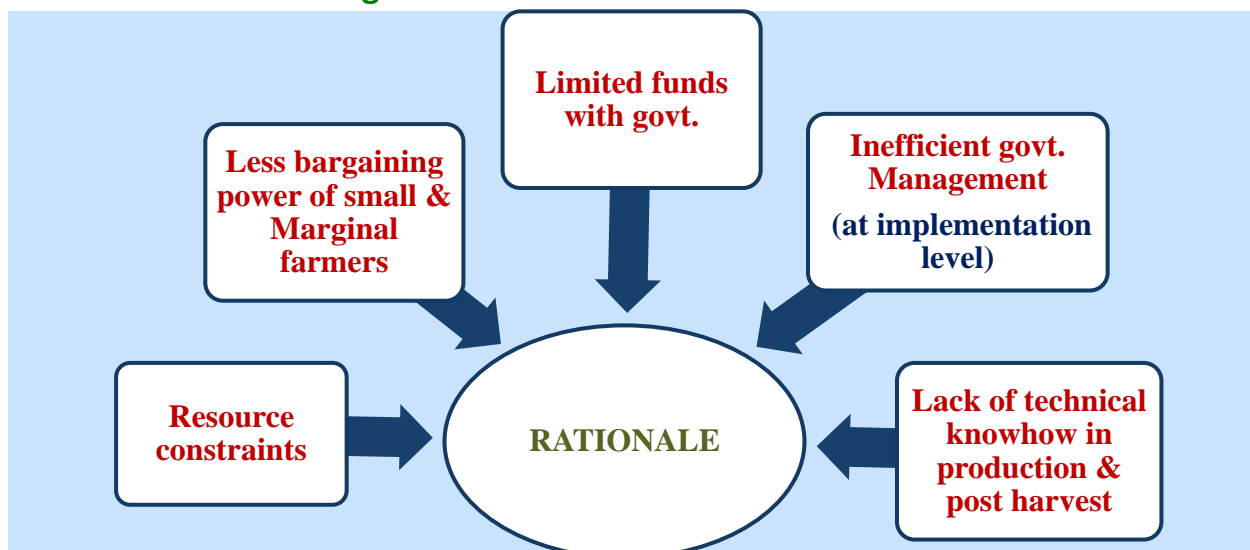 Limited funds
with govt.
Less bargaining
power of small &
Marginal
farmers
Inefficient govt.
Management
(at implementation
level)
Resource
constraints
RATIONALE
Lack of technical
knowhow in
production &
post harvest